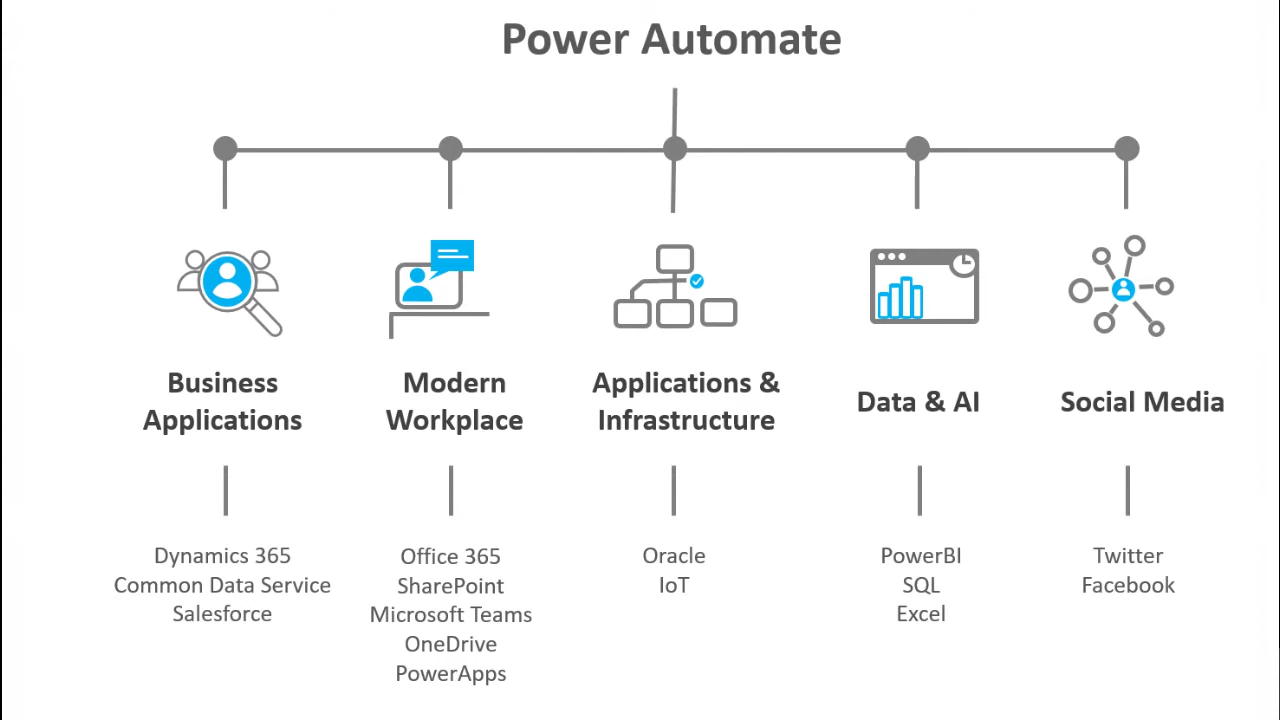 Power Automate
Business
Applications
Modern
Workplace
Applications &
Infrastructure
Data & AI
Social Media
Dynamics 365
Common Data Service
Salesforce
Office 365
SharePoint
Microsoft Teams
OneDrive
PowerApps
Oracle
IoT
PowerBI
SQL
Excel
Twitter
Facebook